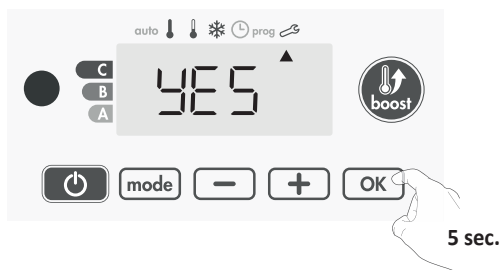 auto prog
C
B
A
YES
boost
mode − + OK
5 sec.